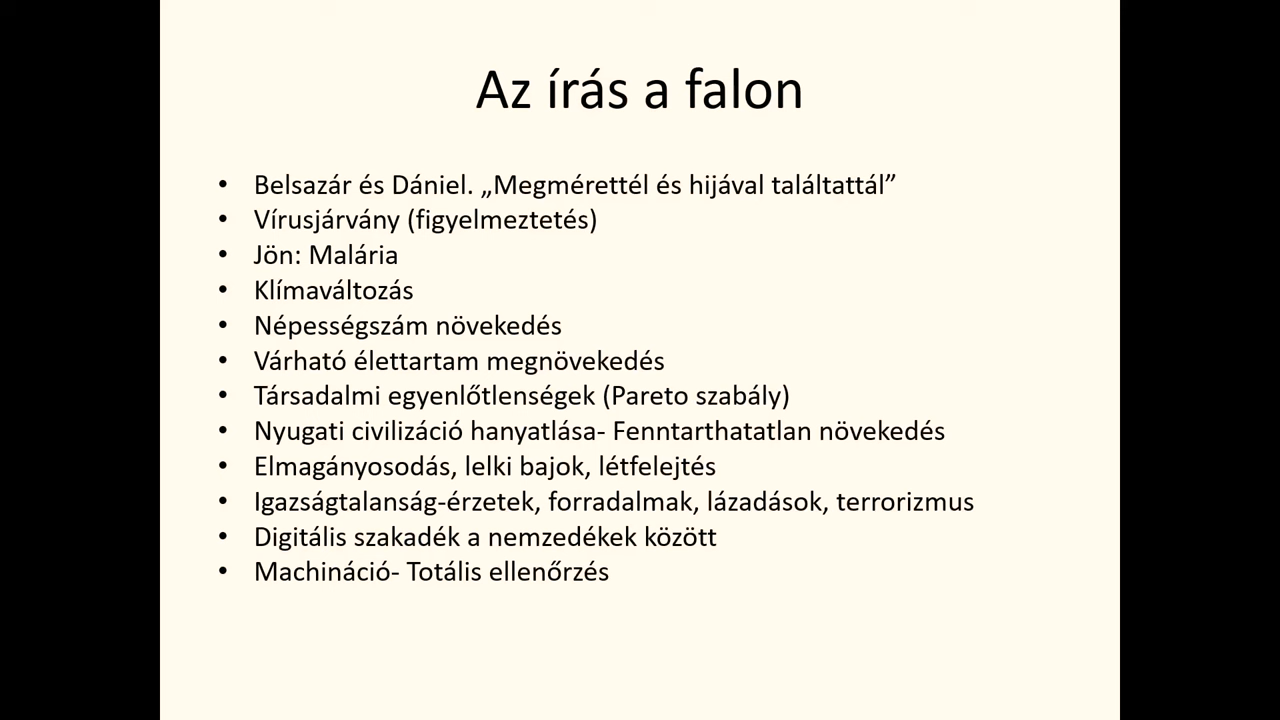 Az írás a falon
• Belsazár és Dániel. „Megmérettél és hijával találtattál”
• Vírusjárvány (figyelmeztetés)
• Jön: Malária
• Klímaváltozás
• Népességszám növekedés
• Várható élettartam megnövekedés
• Társadalmi egyenlőtlenségek (Pareto szabály)
• Nyugati civilizáció hanyatlása- Fenntarthatatlan növekedés
• Elmagányosodás, lelki bajok, létfelejtés
• Igazságtalanság-érzetek, forradalmak, lázadások, terrorizmus
• Digitális szakadék a nemzedékek között
• Machináció- Totális ellenőrzés